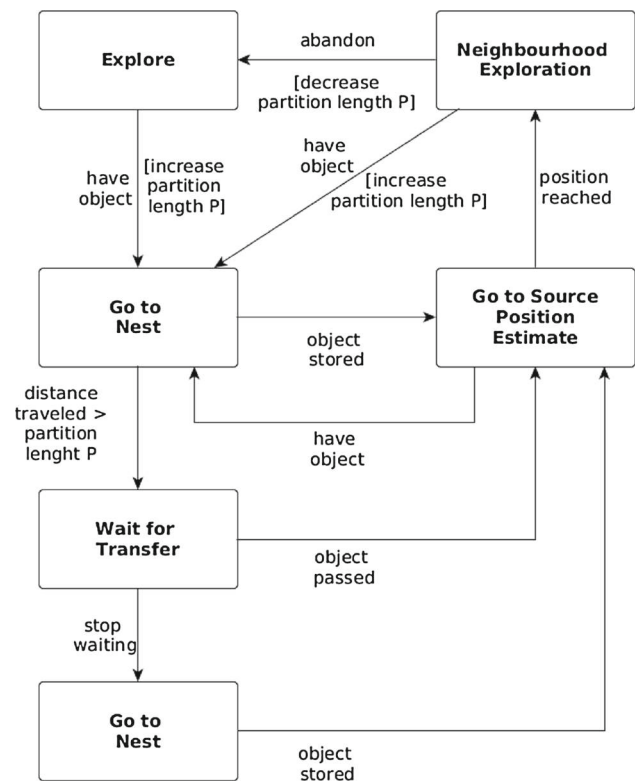 Explore
abandon
Neighbourhood
Exploration
[decrease
partition length P]
have
object
[increase
partition
length P]
have
object
[increase
partition length P]
position
reached
Go to
Nest
object
stored
Go to Source
Position
Estimate
distance
traveled >
partition
lenght P
have
object
Wait for
Transfer
object
passed
stop
waiting
Go to
Nest
object
stored